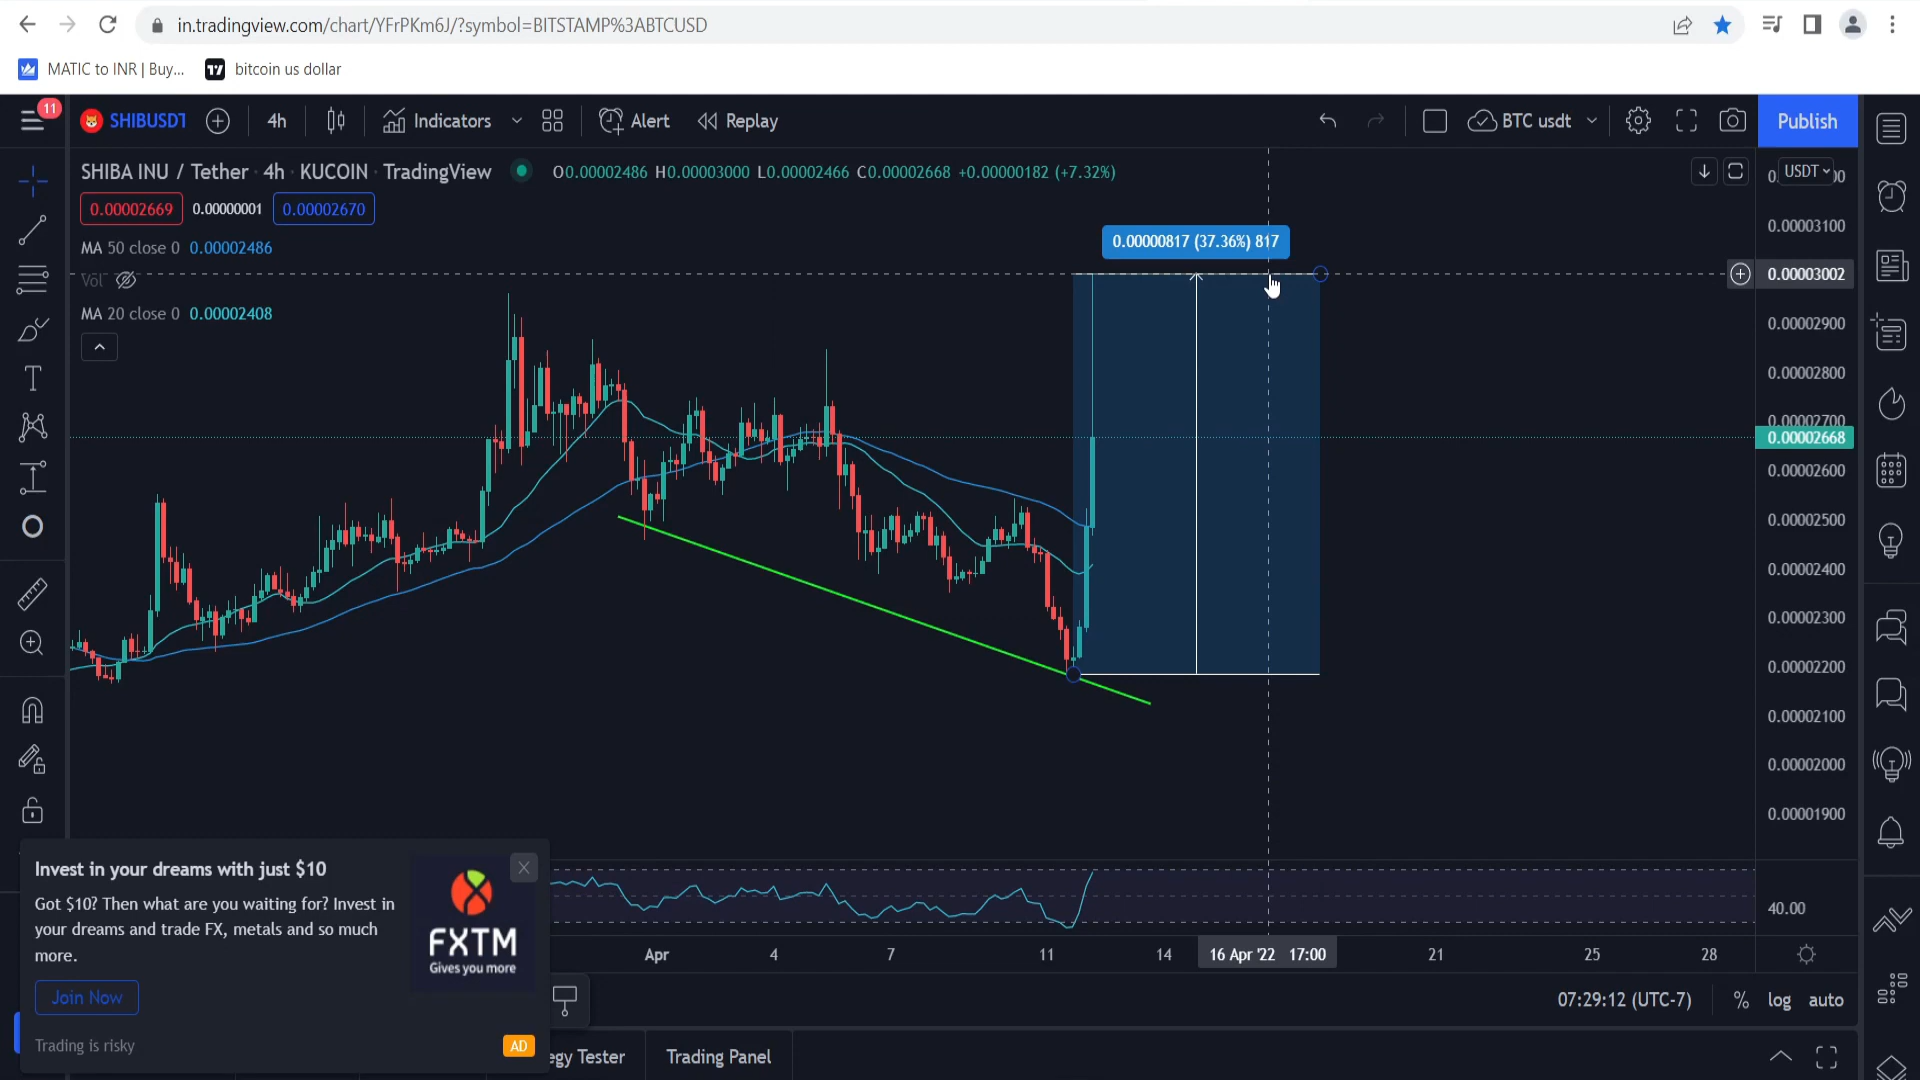 in.tradingview.com/chart/YFrPKm6J/?symbol=BITSTAMP%3ABTCUSD
MATIC to INR | Buy...
bitcoin us dollar
11
SHIBUSDT
4h
Indicators
Alert
Replay
BTC usdt
Publish
SHIBA INU / Tether · 4h · KUCOIN · TradingView
O0.00002486 H0.00003000 L0.00002466 C0.00002668 +0.00000182 (+7.32%)
USDT
0.00002669
0.00000001
0.00002670
MA 50 close 0 0.00002486
Vol
MA 20 close 0 0.00002408
0.00000817 (37.36%) 817
0.00003100
0.00003002
0.00002900
0.00002800
0.00002700
0.00002668
0.00002600
0.00002500
0.00002400
0.00002300
0.00002200
0.00002100
0.00002000
0.00001900
40.00
Invest in your dreams with just $10
Got $10? Then what are you waiting for? Invest in
your dreams and trade FX, metals and so much
more.
Join Now
Trading is risky
FXTM
Gives you more
AD
Apr
4
7
11
14
16 Apr '22 17:00
21
25
28
07:29:12 (UTC-7)
%
log
auto
egy Tester
Trading Panel